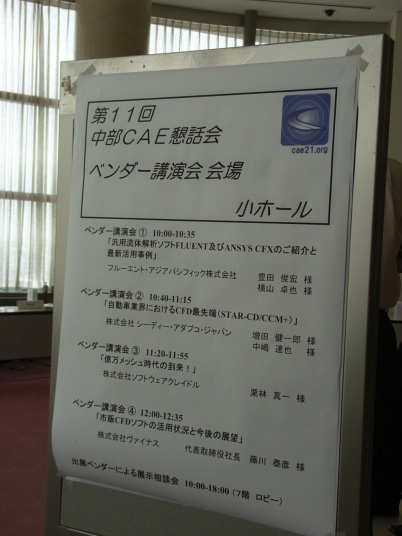 第11回
中部CAE懇話会
cae21.org
ベンダー講演会 会場
小ホール
ベンダー講演会 ① 10:00-10:35
「汎用流体解析ソフトFLUENT及びANSYS CFXのご紹介と
最新活用事例」
フルーエント・アジアパシフィック株式会社 豊田 俊宏 様
横山 卓也 様
ベンダー講演会 ② 10:40-11:15
「自動車業界におけるCFD最先端(STAR-CD/CCM+)」
株式会社 シーディー・アダプコ・ジャパン 増田 健一郎 様
中嶋 達也 様
ベンダー講演会 ③ 11:20-11:55
「億万メッシュ時代の到来!」
株式会社ソフトウェアクレイドル 栗林 真一 様
ベンダー講演会 ④ 12:00-12:35
「市販CFDソフトの活用状況と今後の展望」
株式会社ヴァイナス 代表取締役社長 藤川 泰彦 様
出展ベンダーによる展示相談会 10:00-18:00 (7階 ロビー)